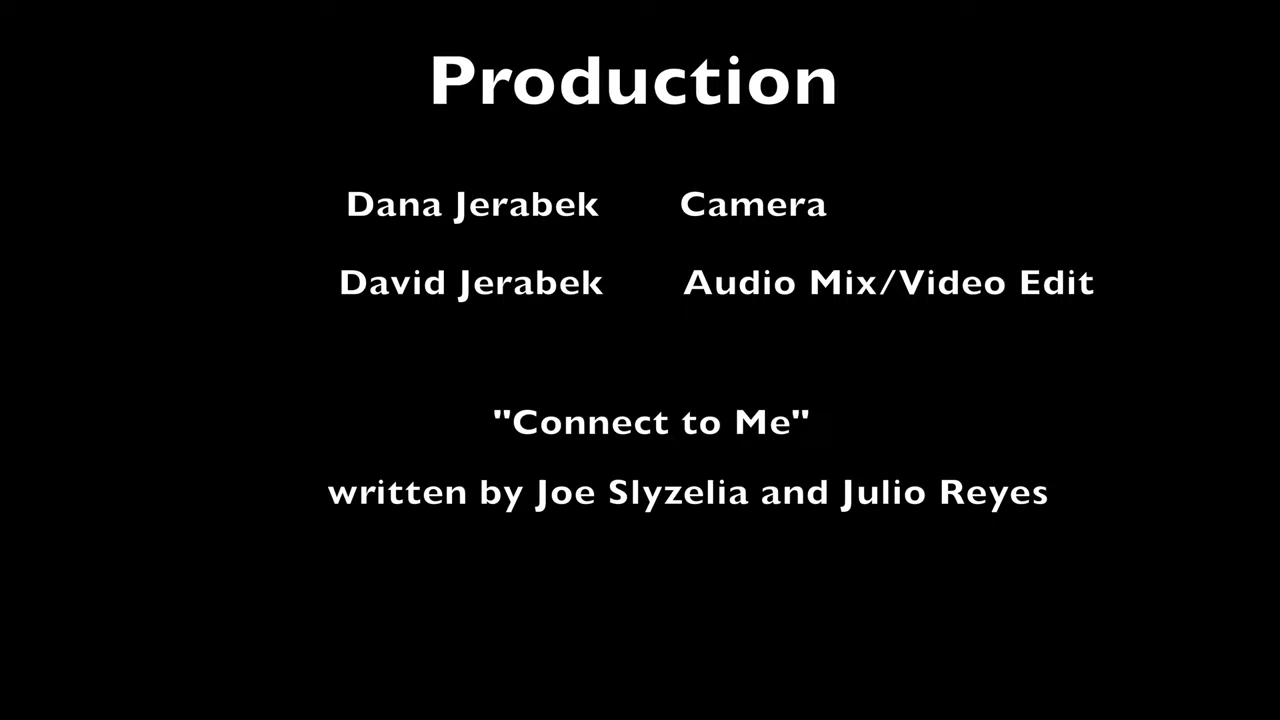 Production
Dana Jerabek Camera
David Jerabek Audio Mix/Video Edit
"Connect to Me"
written by Joe Slyzelia and Julio Reyes